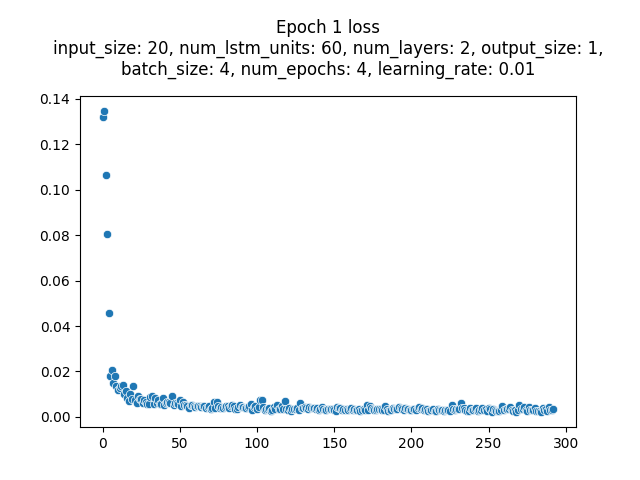 Epoch 1 loss
input_size: 20, num_lstm_units: 60, num_layers: 2, output_size: 1,
batch_size: 4, num_epochs: 4, learning_rate: 0.01
0.14
0.12
0.10
0.08
0.06
0.04
0.02
0.00
0 50 100 150 200 250 300